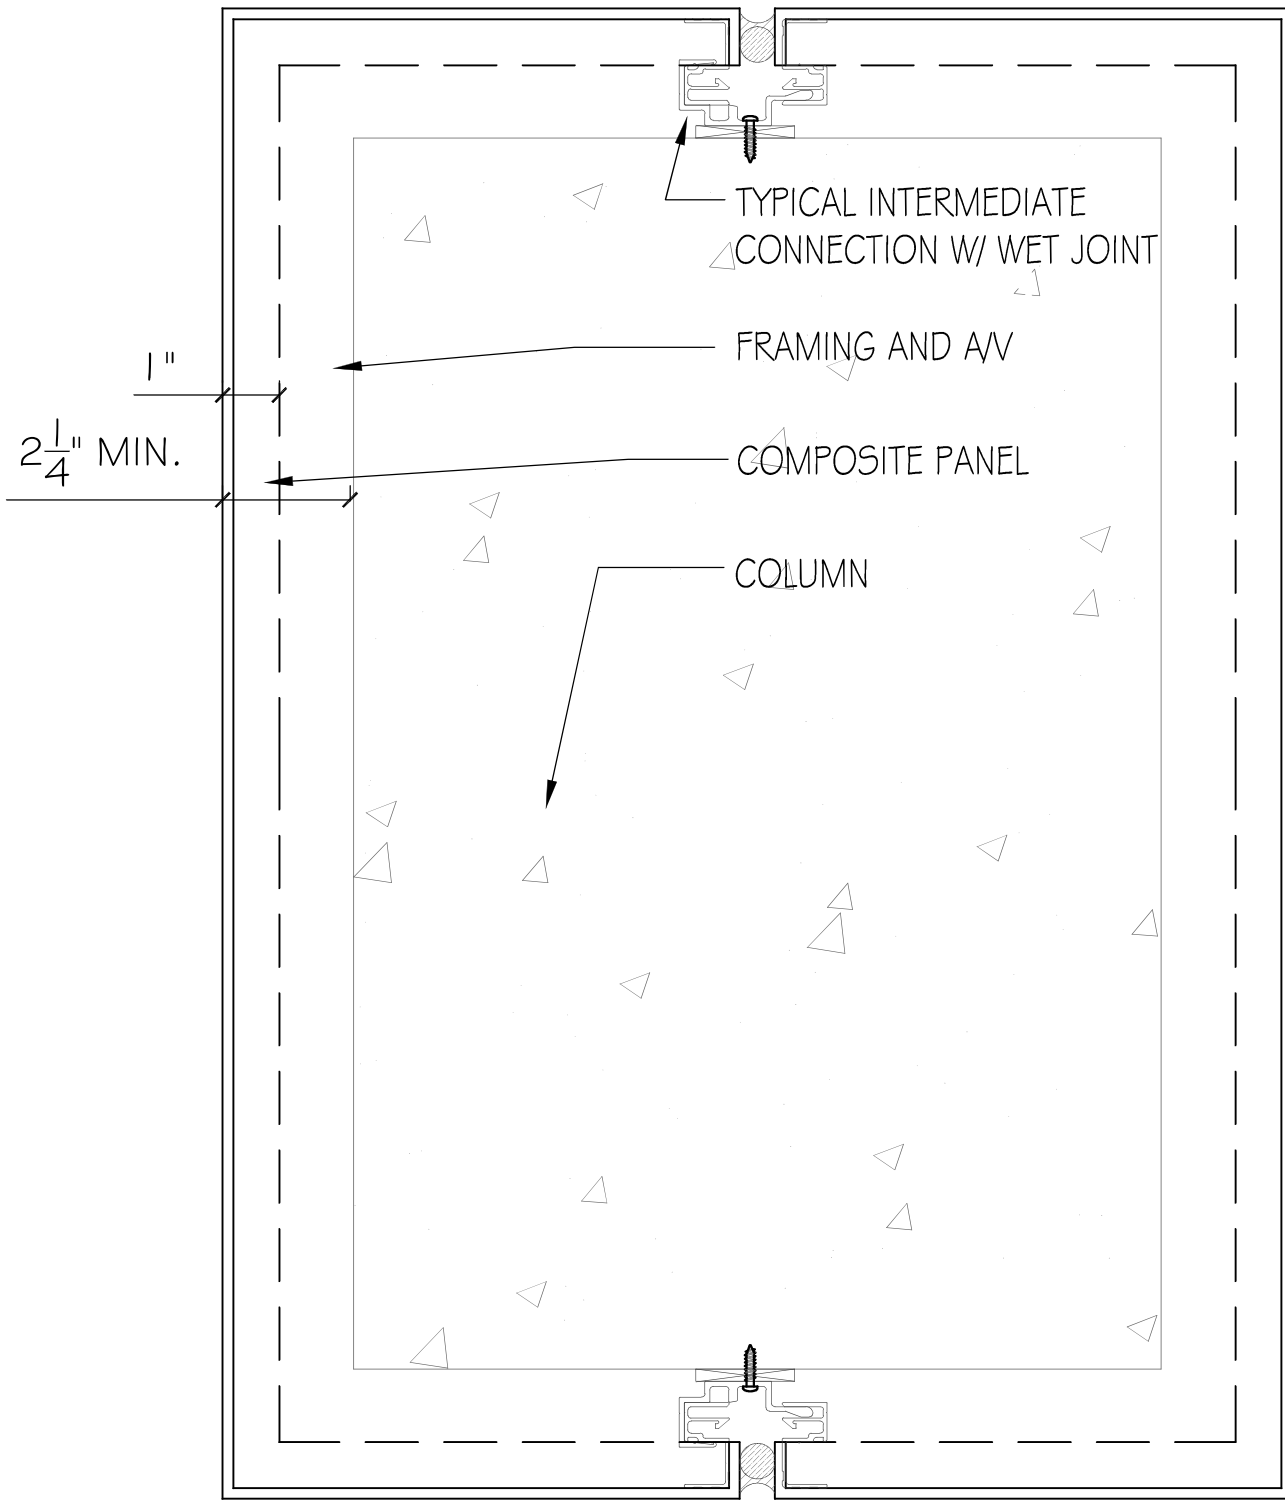 TYPICAL INTERMEDIATE
CONNECTION W/ WET JOINT
FRAMING AND A/V
1"
2 1/4" MIN.
COMPOSITE PANEL
COLUMN